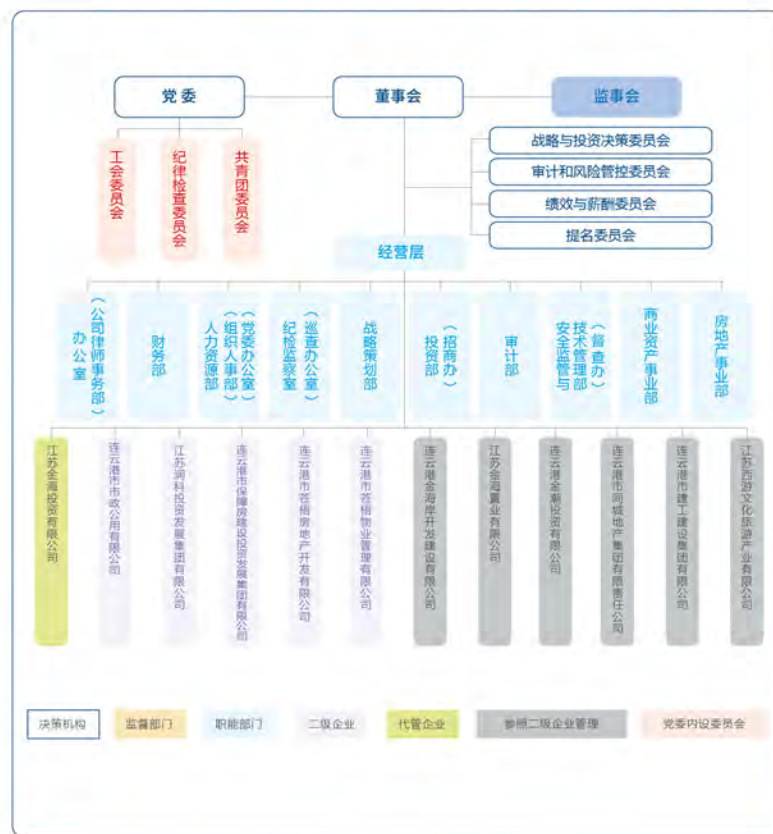 党委
董事会
监事会
工会委员会
纪律检查委员会
共青团委员会
战略与投资决策委员会
审计和风险管控委员会
绩效与薪酬委员会
提名委员会
经营层
办公室
（公司律师事务部）
财务部
人力资源部
（组织人事部）
（党委办公室）
纪检监察室
（巡查办公室）
战略策划部
投资部
（招商办）
审计部
安全监管与
技术管理部
（督查办）
商业资产事业部
房地产事业部
江苏金海投资有限公司
连云港市市政公用有限公司
江苏润科投资发展集团有限公司
连云港市保障房建设投资发展集团有限公司
连云港市苍梧房地产开发有限公司
连云港市苍梧物业管理有限公司
连云港金海岸开发建设有限公司
江苏金海置业有限公司
连云港金潮投资有限公司
连云港市同城地产集团有限责任公司
连云港市建工建设集团有限公司
江苏西游文化旅游产业有限公司
决策机构
监督部门
职能部门
二级企业
代管企业
参照二级企业管理
党委内设委员会